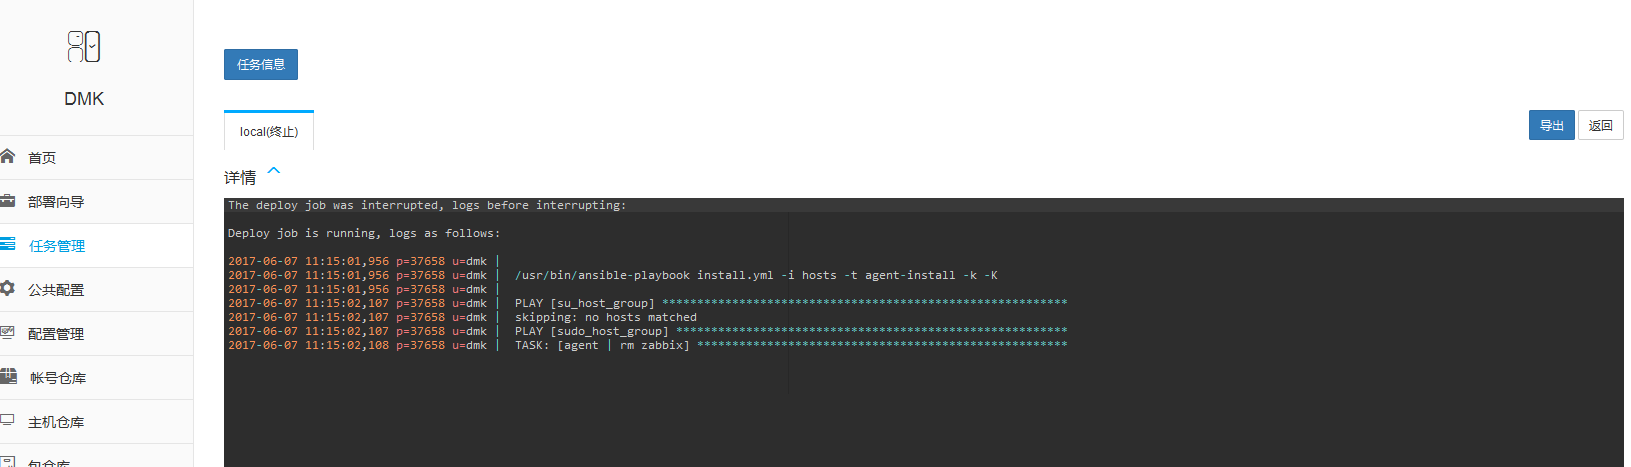 DMK
首页
部署向导
任务管理
公共配置
配置管理
帐号仓库
主机仓库
包仓库
任务信息
local(终止)
导出
返回
详情
The deploy job was interrupted, logs before interrupting:
Deploy job is running, logs as follows:
2017-06-07 11:15:01,956 p=37658 u=dmk |
2017-06-07 11:15:01,956 p=37658 u=dmk |  /usr/bin/ansible-playbook install.yml -i hosts -t agent-install -k -K
2017-06-07 11:15:01,956 p=37658 u=dmk |
2017-06-07 11:15:02,107 p=37658 u=dmk |  PLAY [su_host_group] **********************************************************
2017-06-07 11:15:02,107 p=37658 u=dmk |  skipping: no hosts matched
2017-06-07 11:15:02,107 p=37658 u=dmk |  PLAY [sudo_host_group] ********************************************************
2017-06-07 11:15:02,108 p=37658 u=dmk |  TASK: [agent | rm zabbix] *****************************************************